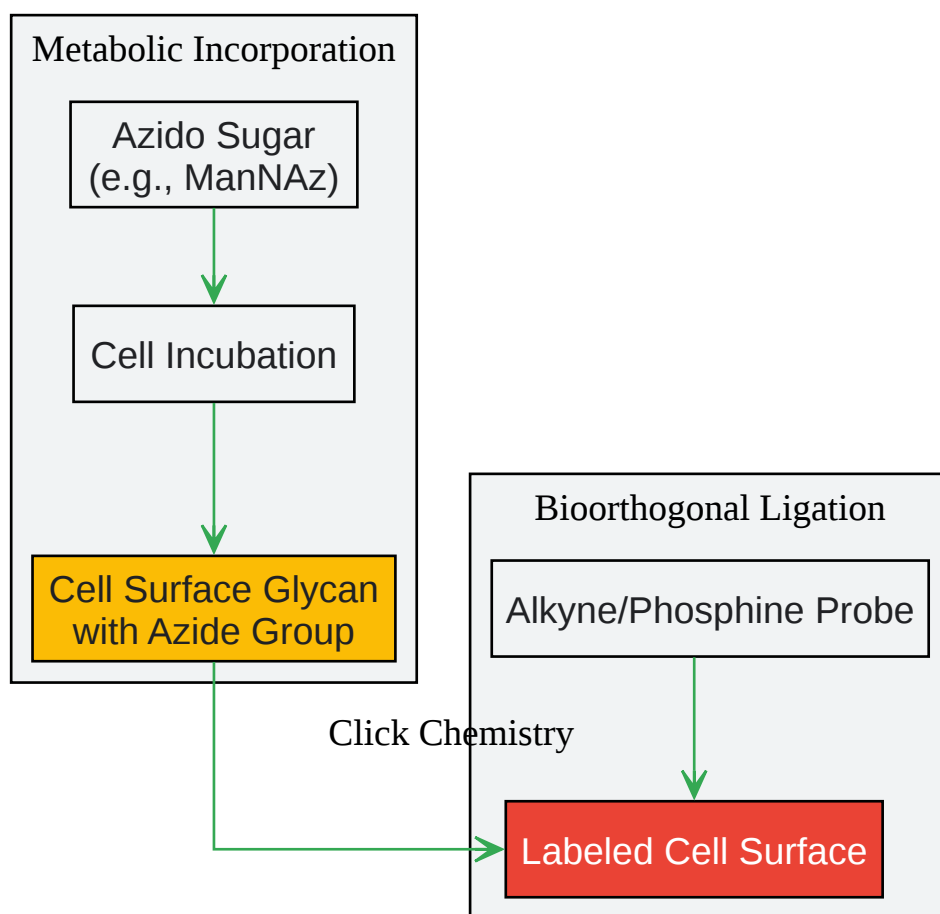 Metabolic Incorporation
Azido Sugar
(e.g., ManNAz)
Cell Incubation
Cell Surface Glycan
with Azide Group
Bioorthogonal Ligation
Alkyne/Phosphine Probe
Click Chemistry
Labeled Cell Surface